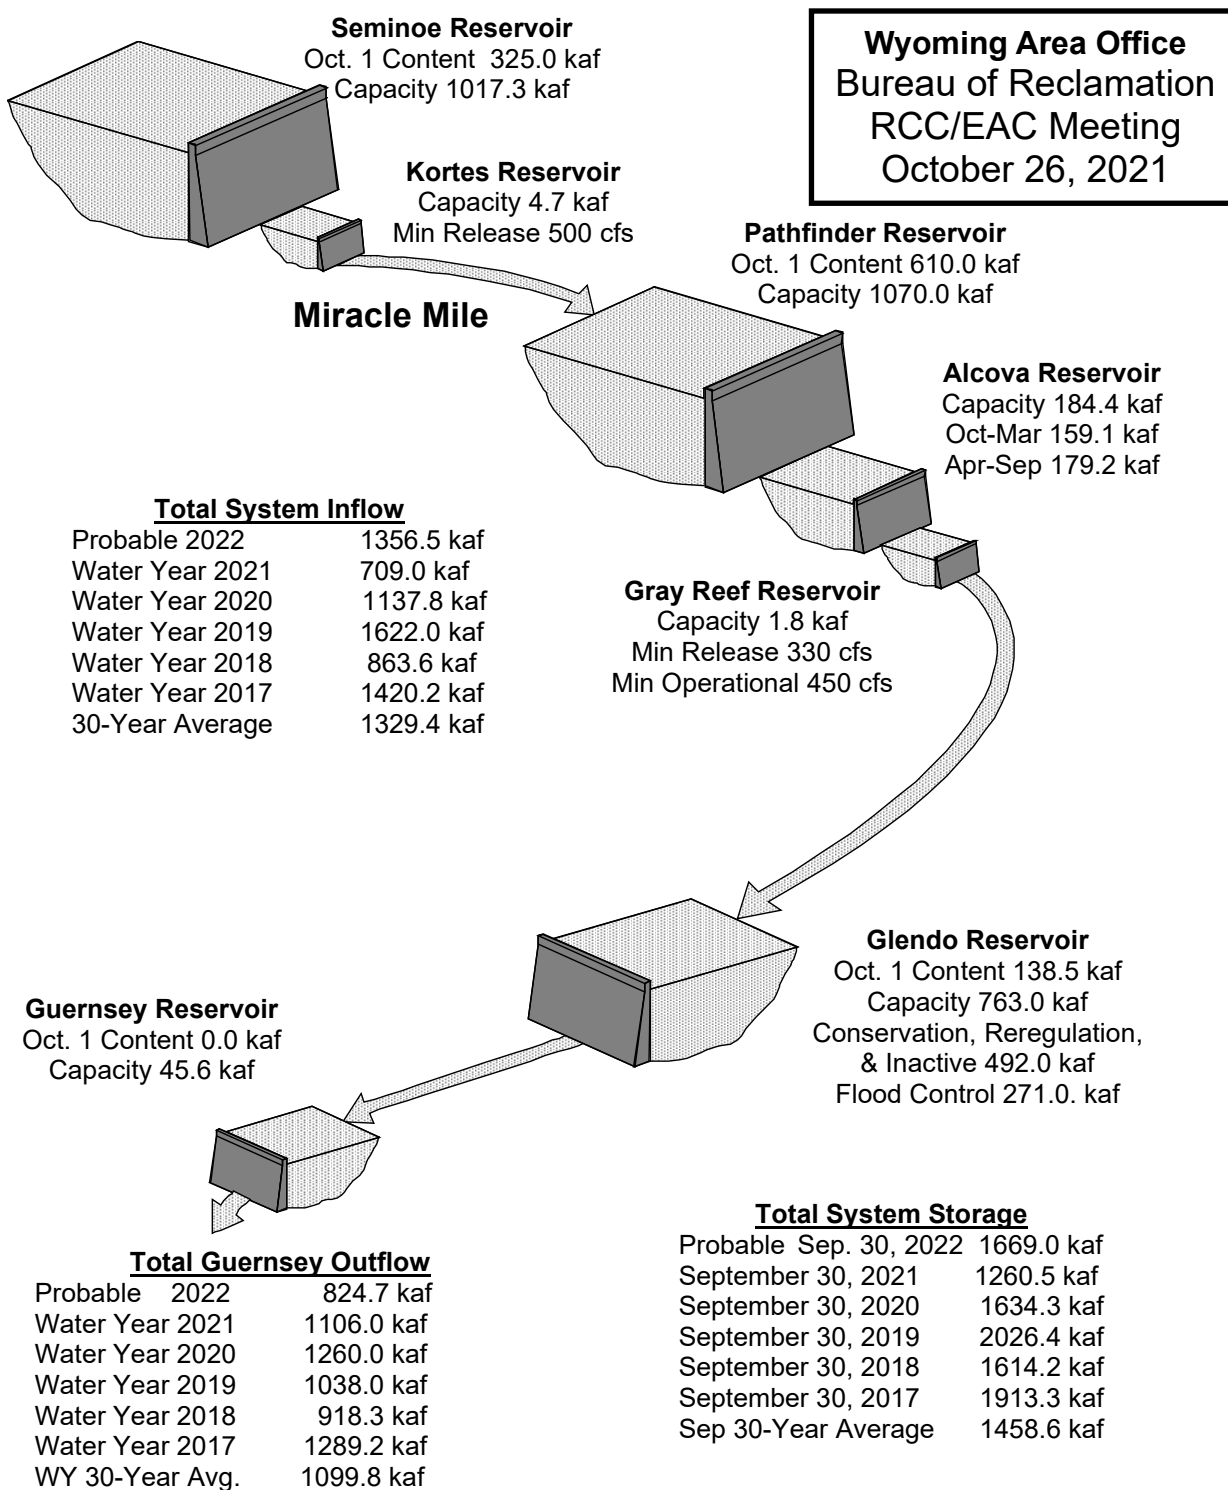 Seminoe Reservoir
Oct. 1 Content 325.0 kaf
Capacity 1017.3 kaf
Wyoming Area Office
Bureau of Reclamation
RCC/EAC Meeting
October 26, 2021
Kortes Reservoir
Capacity 4.7 kaf
Min Release 500 cfs
Miracle Mile
Pathfinder Reservoir
Oct. 1 Content 610.0 kaf
Capacity 1070.0 kaf
Alcova Reservoir
Capacity 184.4 kaf
Oct-Mar 159.1 kaf
Apr-Sep 179.2 kaf
Total System Inflow
Probable 2022 1356.5 kaf
Water Year 2021 709.0 kaf
Water Year 2020 1137.8 kaf
Water Year 2019 1622.0 kaf
Water Year 2018 863.6 kaf
Water Year 2017 1420.2 kaf
30-Year Average 1329.4 kaf
Gray Reef Reservoir
Capacity 1.8 kaf
Min Release 330 cfs
Min Operational 450 cfs
Glendo Reservoir
Oct. 1 Content 138.5 kaf
Capacity 763.0 kaf
Conservation, Reregulation,
& Inactive 492.0 kaf
Flood Control 271.0. kaf
Guernsey Reservoir
Oct. 1 Content 0.0 kaf
Capacity 45.6 kaf
Total Guernsey Outflow
Probable 2022 824.7 kaf
Water Year 2021 1106.0 kaf
Water Year 2020 1260.0 kaf
Water Year 2019 1038.0 kaf
Water Year 2018 918.3 kaf
Water Year 2017 1289.2 kaf
WY 30-Year Avg. 1099.8 kaf
Total System Storage
Probable Sep. 30, 2022 1669.0 kaf
September 30, 2021 1260.5 kaf
September 30, 2020 1634.3 kaf
September 30, 2019 2026.4 kaf
September 30, 2018 1614.2 kaf
September 30, 2017 1913.3 kaf
Sep 30-Year Average 1458.6 kaf